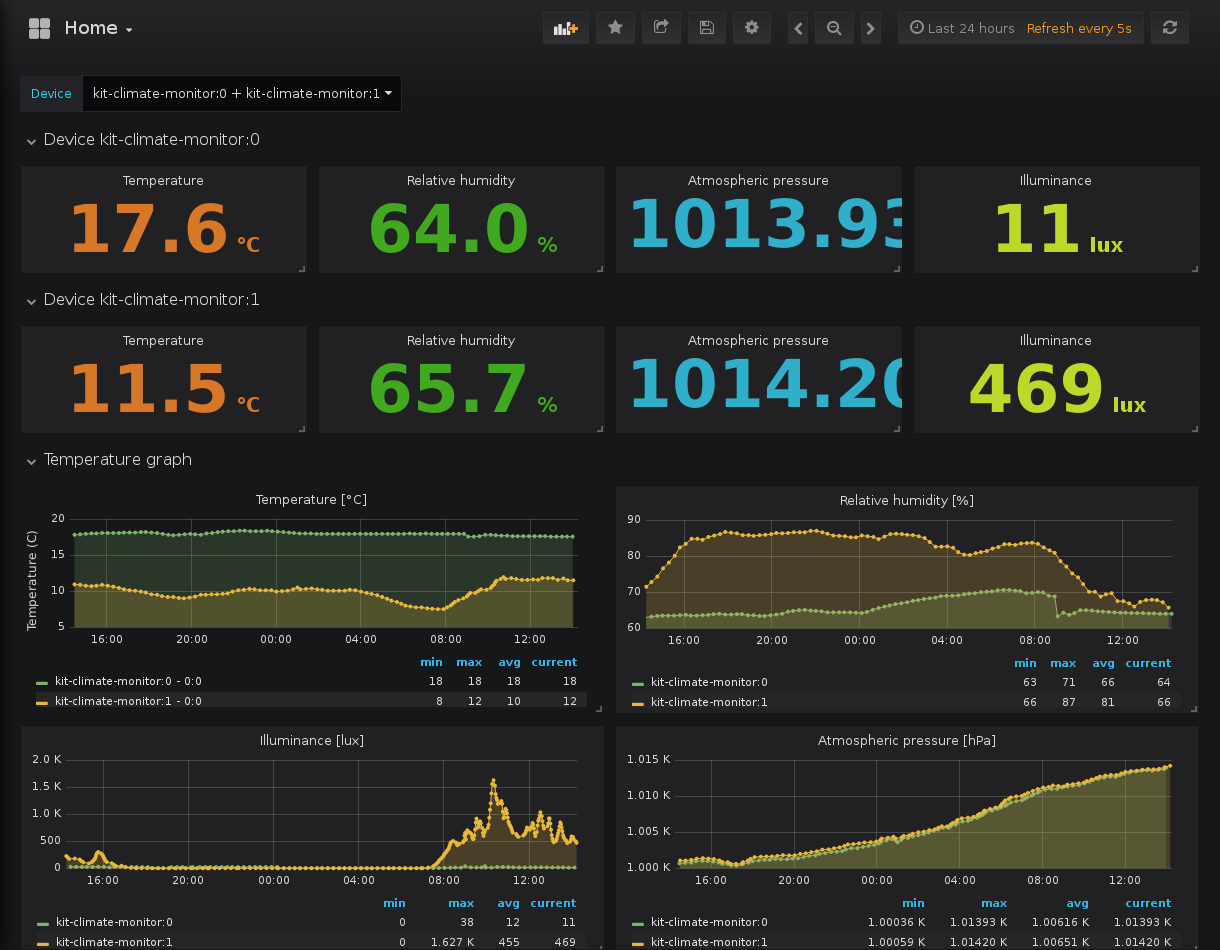 Home
Last 24 hours Refresh every 5s
Device kit-climate-monitor:0 + kit-climate-monitor:1
Device kit-climate-monitor:0
Temperature Relative humidity Atmospheric pressure Illuminance
17.6 °C 64.0 % 1013.93 11 lux
Device kit-climate-monitor:1
Temperature Relative humidity Atmospheric pressure Illuminance
11.5 °C 65.7 % 1014.20 469 lux
Temperature graph
Temperature [°C]
Temperature (C)
20
15
10
5
16:00 20:00 00:00 04:00 08:00 12:00
min max avg current
kit-climate-monitor:0 - 0:0 18 18 18 18
kit-climate-monitor:1 - 0:0 8 12 10 12
Relative humidity [%]
90
80
70
60
16:00 20:00 00:00 04:00 08:00 12:00
min max avg current
kit-climate-monitor:0 63 71 66 64
kit-climate-monitor:1 66 87 81 66
Illuminance [lux]
2.0 K
1.5 K
1.0 K
500
0
16:00 20:00 00:00 04:00 08:00 12:00
min max avg current
kit-climate-monitor:0 0 38 12 11
kit-climate-monitor:1 0 1.627 K 455 469
Atmospheric pressure [hPa]
1.015 K
1.010 K
1.005 K
1.000 K
16:00 20:00 00:00 04:00 08:00 12:00
min max avg current
kit-climate-monitor:0 1.00036 K 1.01393 K 1.00616 K 1.01393 K
kit-climate-monitor:1 1.00059 K 1.01420 K 1.00651 K 1.01420 K